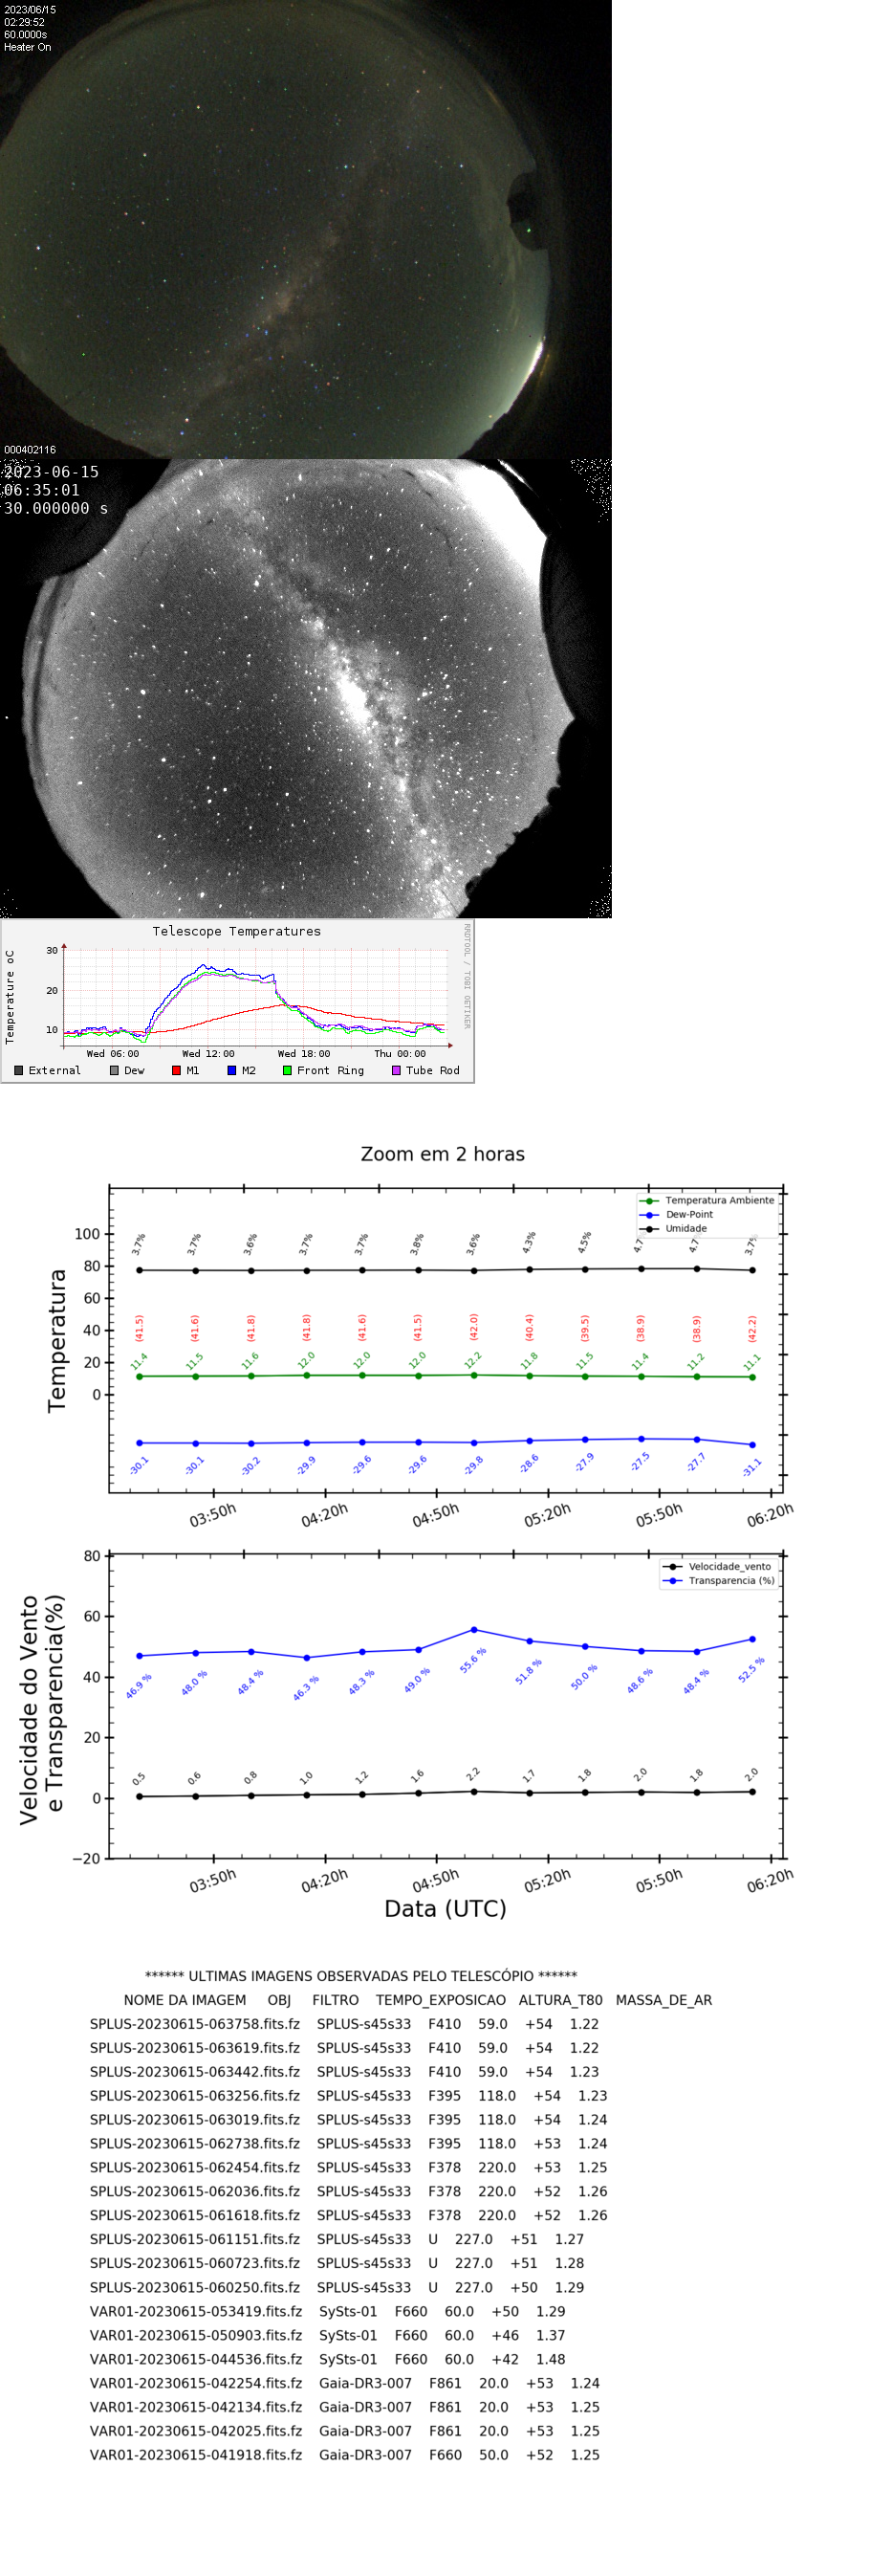 2023/06/15
02:29:52
60.0000s
Heater On
000402116
2023-06-15
06:35:01
30.000000 s
Telescope Temperatures
RRDTOOL / TOBI OETIKER
Temperature oC
30
20
10
Wed 06:00 Wed 12:00 Wed 18:00 Thu 00:00
External Dew M1 M2 Front Ring Tube Rod
Zoom em 2 horas
Temperatura Ambiente
Dew-Point
Umidade
Temperatura
100
80
60
40
20
0
3.7% 3.7% 3.6% 3.7% 3.7% 3.8% 3.6% 4.3% 4.5% 4.7 4.7 3.7%
(41.5) (41.6) (41.8) (41.8) (41.6) (41.5) (42.0) (40.4) (39.5) (38.9) (38.9) (42.2)
11.4 11.5 11.6 12.0 12.0 12.0 12.2 11.8 11.5 11.4 11.2 11.1
-30.1 -30.1 -30.2 -29.9 -29.6 -29.6 -29.8 -28.6 -27.9 -27.5 -27.7 -31.1
03:50h 04:20h 04:50h 05:20h 05:50h 06:20h
Velocidade_vento
Transparencia (%)
Velocidade do Vento
e Transparencia(%)
80
60
40
20
0
−20
46.9 % 48.0 % 48.4 % 46.3 % 48.3 % 49.0 % 55.6 % 51.8 % 50.0 % 48.6 % 48.4 % 52.5 %
0.5 0.6 0.8 1.0 1.2 1.6 2.2 1.7 1.8 2.0 1.8 2.0
03:50h 04:20h 04:50h 05:20h 05:50h 06:20h
Data (UTC)
****** ULTIMAS IMAGENS OBSERVADAS PELO TELESCÓPIO ******
NOME DA IMAGEM OBJ FILTRO TEMPO_EXPOSICAO ALTURA_T80 MASSA_DE_AR
SPLUS-20230615-063758.fits.fz SPLUS-s45s33 F410 59.0 +54 1.22
SPLUS-20230615-063619.fits.fz SPLUS-s45s33 F410 59.0 +54 1.22
SPLUS-20230615-063442.fits.fz SPLUS-s45s33 F410 59.0 +54 1.23
SPLUS-20230615-063256.fits.fz SPLUS-s45s33 F395 118.0 +54 1.23
SPLUS-20230615-063019.fits.fz SPLUS-s45s33 F395 118.0 +54 1.24
SPLUS-20230615-062738.fits.fz SPLUS-s45s33 F395 118.0 +53 1.24
SPLUS-20230615-062454.fits.fz SPLUS-s45s33 F378 220.0 +53 1.25
SPLUS-20230615-062036.fits.fz SPLUS-s45s33 F378 220.0 +52 1.26
SPLUS-20230615-061618.fits.fz SPLUS-s45s33 F378 220.0 +52 1.26
SPLUS-20230615-061151.fits.fz SPLUS-s45s33 U 227.0 +51 1.27
SPLUS-20230615-060723.fits.fz SPLUS-s45s33 U 227.0 +51 1.28
SPLUS-20230615-060250.fits.fz SPLUS-s45s33 U 227.0 +50 1.29
VAR01-20230615-053419.fits.fz SySts-01 F660 60.0 +50 1.29
VAR01-20230615-050903.fits.fz SySts-01 F660 60.0 +46 1.37
VAR01-20230615-044536.fits.fz SySts-01 F660 60.0 +42 1.48
VAR01-20230615-042254.fits.fz Gaia-DR3-007 F861 20.0 +53 1.24
VAR01-20230615-042134.fits.fz Gaia-DR3-007 F861 20.0 +53 1.25
VAR01-20230615-042025.fits.fz Gaia-DR3-007 F861 20.0 +53 1.25
VAR01-20230615-041918.fits.fz Gaia-DR3-007 F660 50.0 +52 1.25